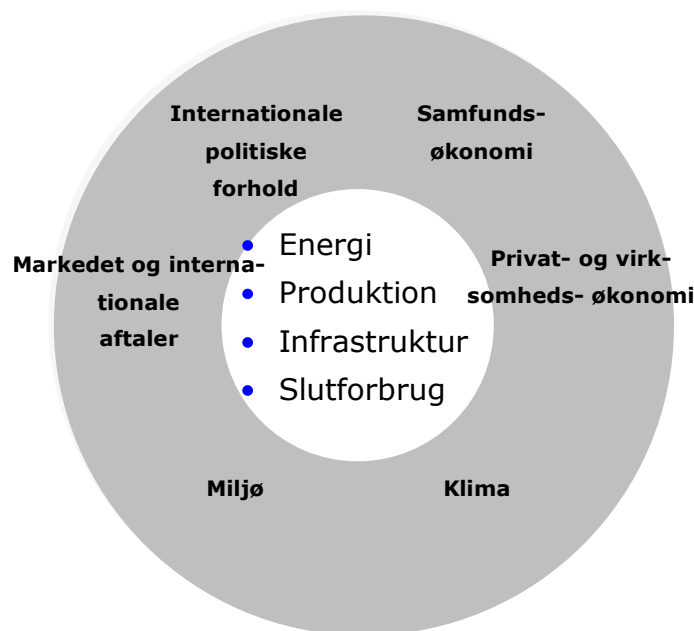 Internationale
politiske
forhold
Samfunds-
økonomi
Markedet og interna-
tionale
aftaler
• Energi
• Produktion
• Infrastruktur
• Slutforbrug
Privat- og virk-
somheds- økonomi
Miljø
Klima